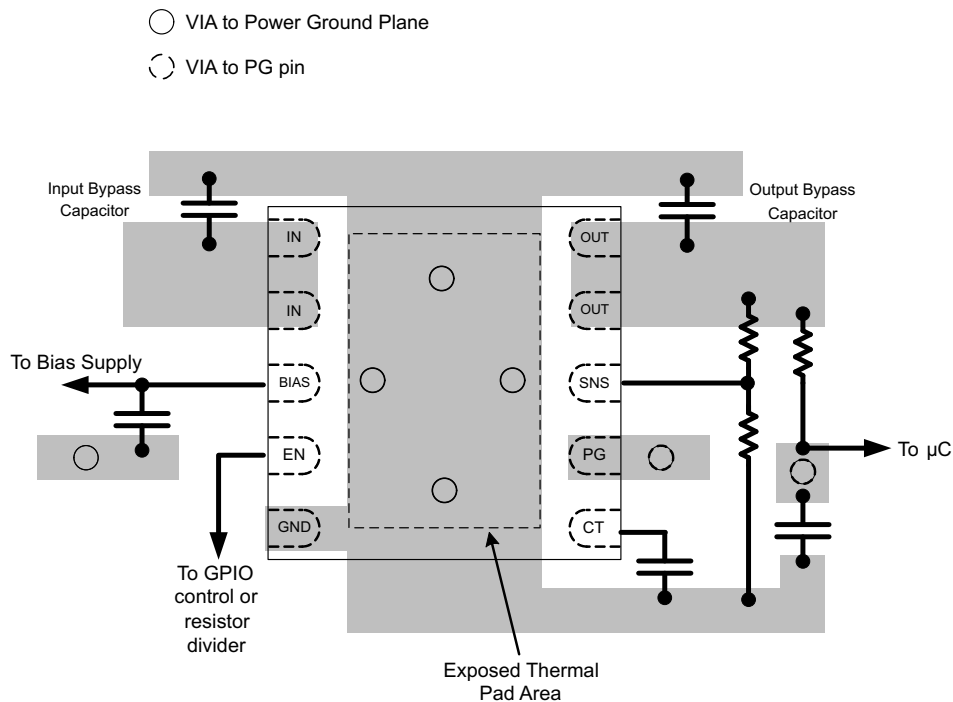 VIA to Power Ground Plane
VIA to PG pin
Input Bypass
Capacitor
Output Bypass
Capacitor
IN
OUT
IN
OUT
To Bias Supply
BIAS
SNS
EN
PG
To µC
GND
CT
To GPIO
control or
resistor
divider
Exposed Thermal
Pad Area